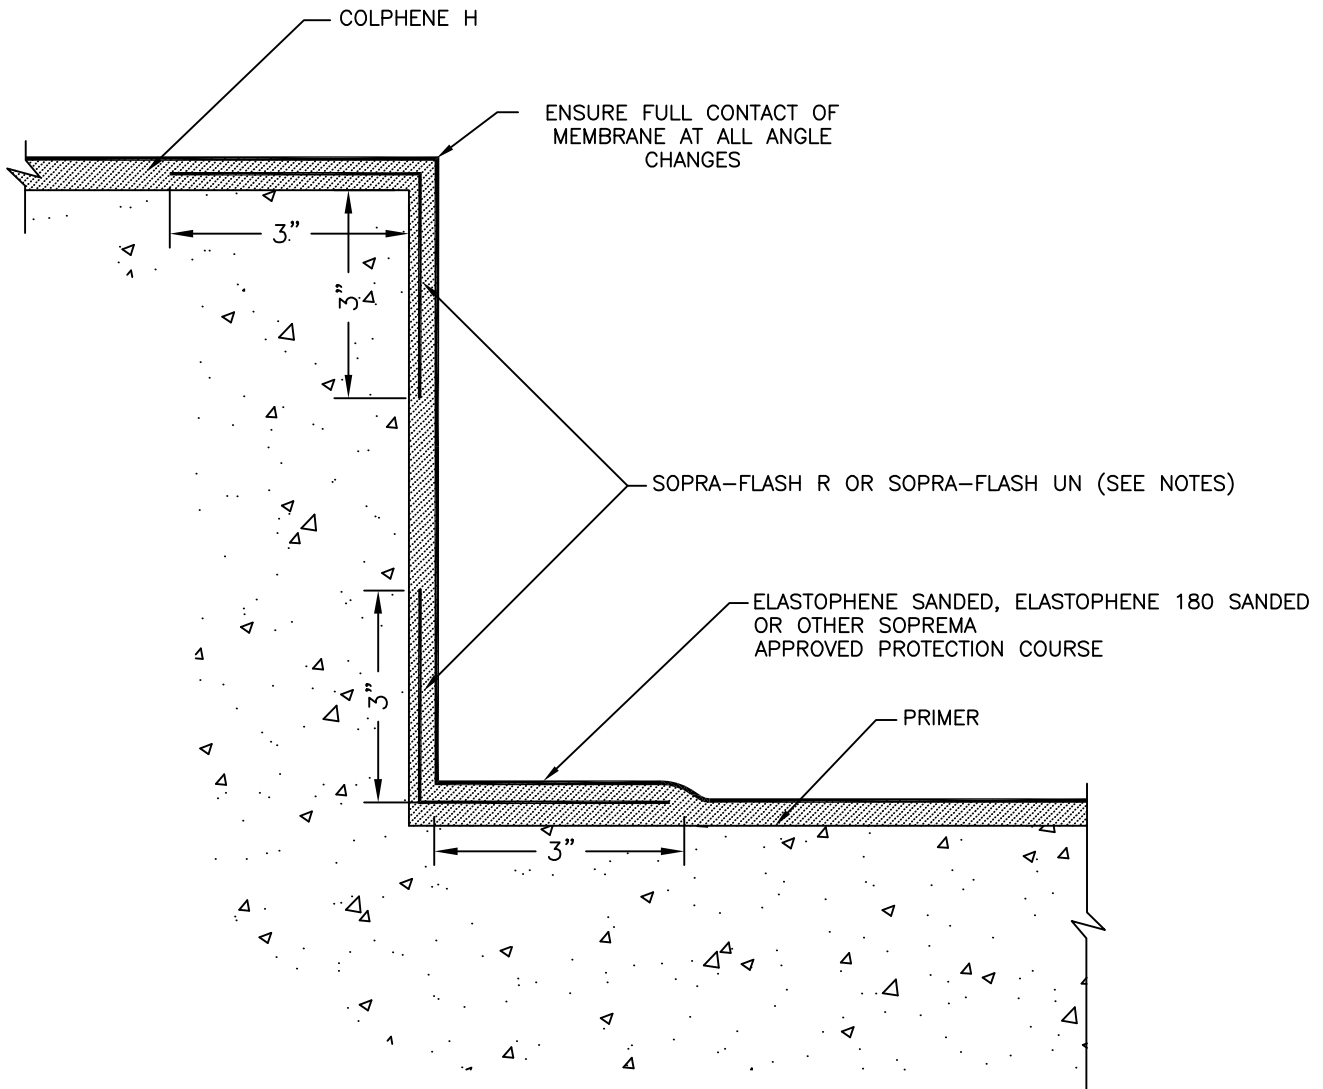 COLPHENE H
ENSURE FULL CONTACT OF
MEMBRANE AT ALL ANGLE
CHANGES
3"
3"
SOPRA-FLASH R OR SOPRA-FLASH UN (SEE NOTES)
ELASTOPHENE SANDED, ELASTOPHENE 180 SANDED
OR OTHER SOPREMA
APPROVED PROTECTION COURSE
3"
PRIMER
3"